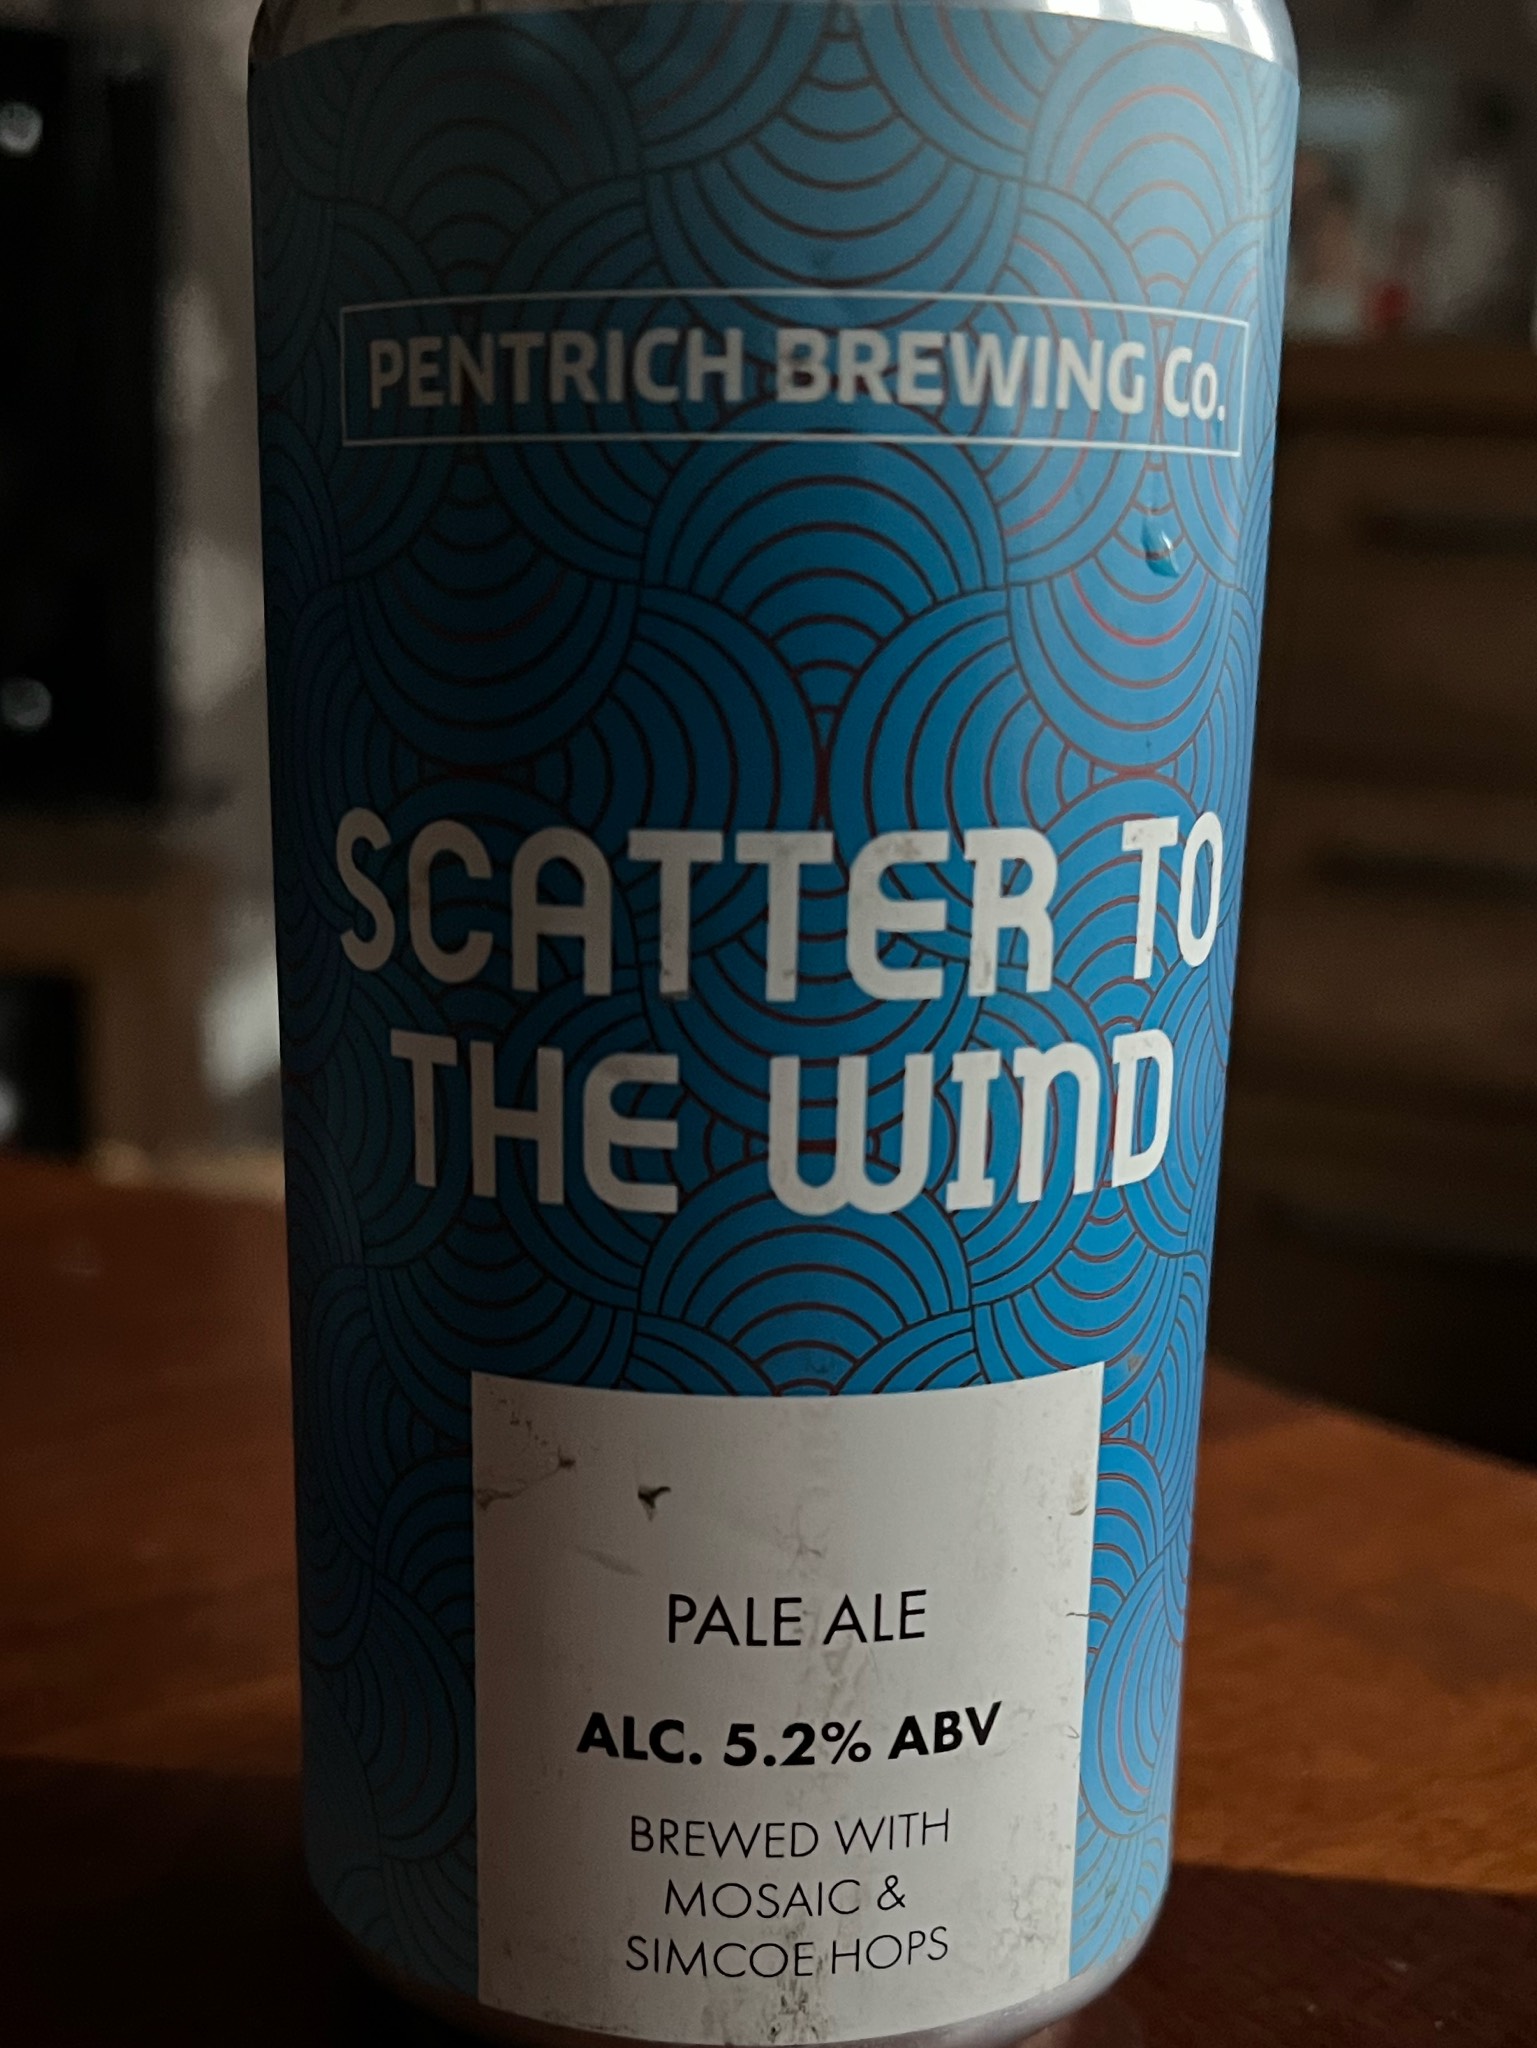 PENTRICH BREWING Co.
SCATTER TO
THE WIND
PALE ALE
ALC. 5.2% ABV
BREWED WITH
MOSAIC &
SIMCOE HOPS